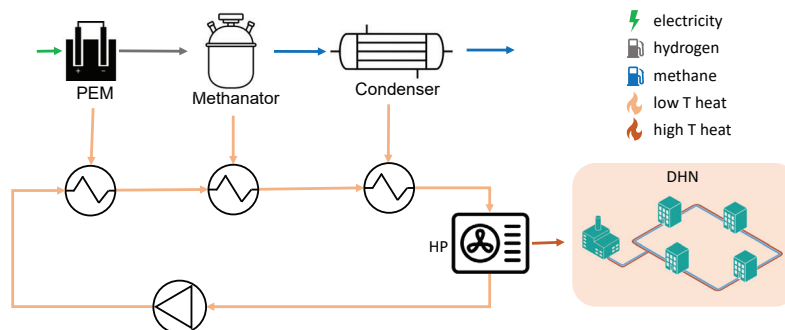 electricity
hydrogen
methane
low T heat
high T heat
PEM
Methanator
Condenser
DHN
HP